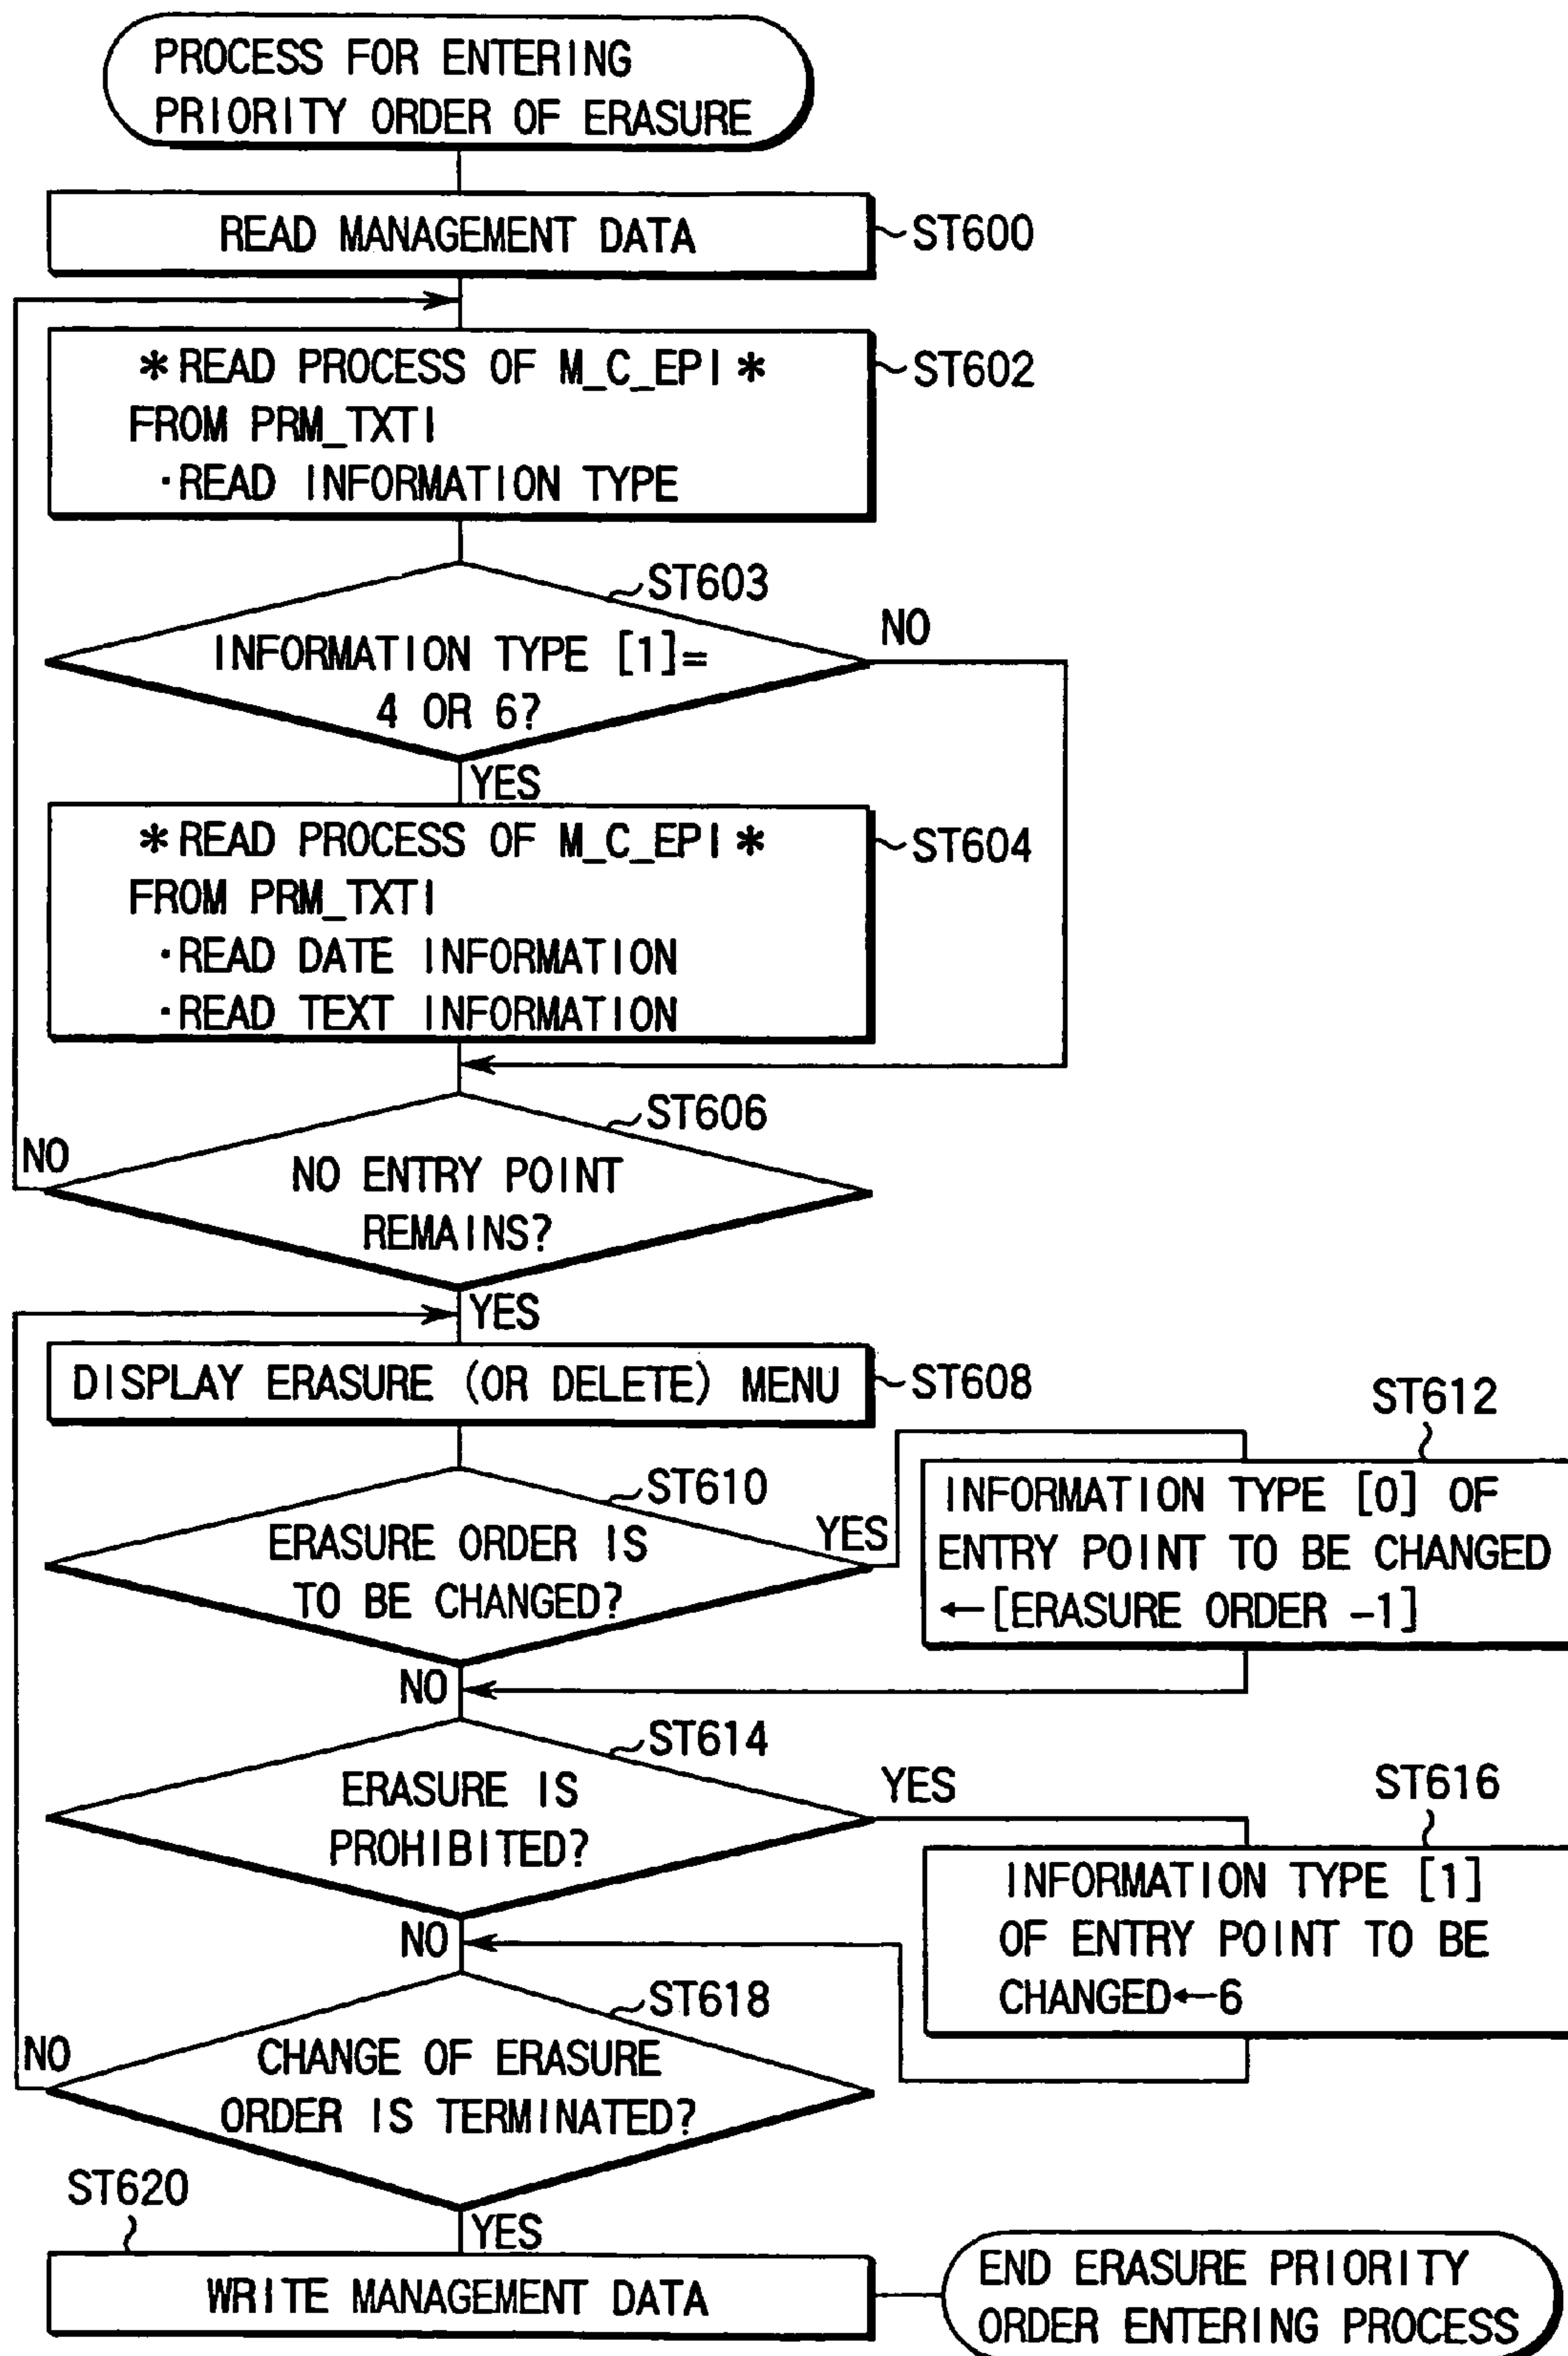 PROCESS FOR ENTERING
PRIORITY ORDER OF ERASURE
READ MANAGEMENT DATA
ST600
*READ PROCESS OF M_C_EPI*
FROM PRM_TXTI
·READ INFORMATION TYPE
ST602
ST603
INFORMATION TYPE [1]=
4 OR 6?
NO
YES
*READ PROCESS OF M_C_EPI*
FROM PRM_TXTI
·READ DATE INFORMATION
·READ TEXT INFORMATION
ST604
ST606
NO ENTRY POINT
REMAINS?
NO
YES
DISPLAY ERASURE (OR DELETE) MENU
ST608
ST610
ERASURE ORDER IS
TO BE CHANGED?
YES
ST612
INFORMATION TYPE [0] OF
ENTRY POINT TO BE CHANGED
←[ERASURE ORDER -1]
NO
ST614
ERASURE IS
PROHIBITED?
YES
ST616
INFORMATION TYPE [1]
OF ENTRY POINT TO BE
CHANGED←6
NO
ST618
CHANGE OF ERASURE
ORDER IS TERMINATED?
NO
YES
ST620
WRITE MANAGEMENT DATA
END ERASURE PRIORITY
ORDER ENTERING PROCESS